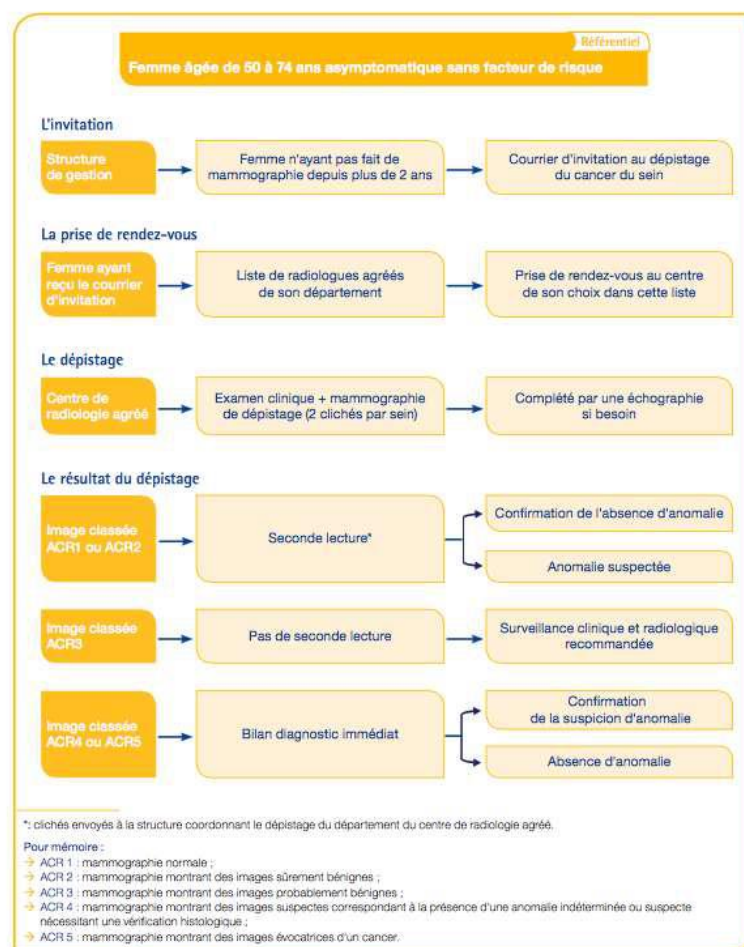 Référentiel
Femme âgée de 50 à 74 ans asymptomatique sans facteur de risque
L'invitation
Structure
de gestion
Femme n'ayant pas fait de
mammographie depuis plus de 2 ans
Courrier d'invitation au dépistage
du cancer du sein
La prise de rendez-vous
Femme ayant
reçu le courrier
d'invitation
Liste de radiologues agréés
de son département
Prise de rendez-vous au centre
de son choix dans cette liste
Le dépistage
Centre de
radiologie agréé
Examen clinique + mammographie
de dépistage (2 clichés par sein)
Complété par une échographie
si besoin
Le résultat du dépistage
Image classée
ACR1 ou ACR2
Seconde lecture*
Confirmation de l'absence d'anomalie
Anomalie suspectée
Image classée
ACR3
Pas de seconde lecture
Surveillance clinique et radiologique
recommandée
Image classée
ACR4 ou ACR5
Bilan diagnostic immédiat
Confirmation
de la suspicion d'anomalie
Absence d'anomalie
*: clichés envoyés à la structure coordonnant le dépistage du département du centre de radiologie agréé.
Pour mémoire :
→ ACR 1 : mammographie normale ;
→ ACR 2 : mammographie montrant des images sûrement bénignes ;
→ ACR 3 : mammographie montrant des images probablement bénignes ;
→ ACR 4 : mammographie montrant des images suspectes correspondant à la présence d'une anomalie indéterminée ou suspecte
nécessitant une vérification histologique ;
→ ACR 5 : mammographie montrant des images évocatrices d'un cancer.